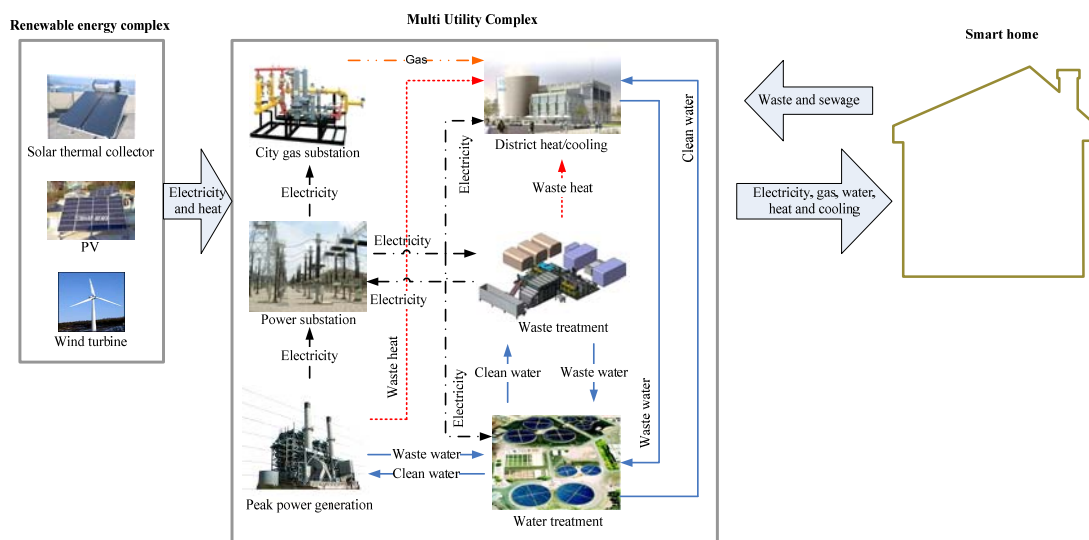 Renewable energy complex
Solar thermal collector
PV
Wind turbine
Electricity
and heat
Multi Utility Complex
Gas
City gas substation
District heat/cooling
Electricity
Electricity
Waste heat
Clean water
Electricity
Electricity
Power substation
Waste treatment
Electricity
Waste heat
Clean water
Waste water
Electricity
Waste water
Waste water
Clean water
Peak power generation
Water treatment
Smart home
Waste and sewage
Electricity, gas, water,
heat and cooling